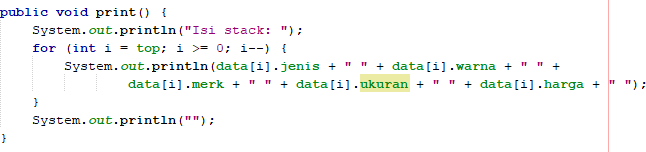 public void print() {
System.out.println("Isi stack: ");
for (int i = top; i >= 0; i--) {
System.out.println(data[i].jenis + " " + data[i].warna + " " +
data[i].merk + " " + data[i].ukuran + " " + data[i].harga + " ");
}
System.out.println("");
}